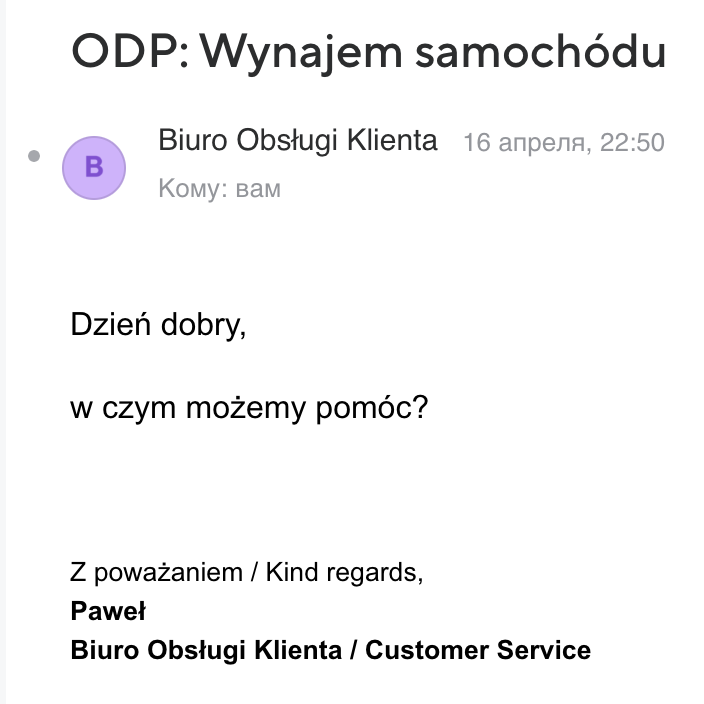 ODP: Wynajem samochódu
B
Biuro Obsługi Klienta 16 апреля, 22:50
Кому: вам
Dzień dobry,
w czym możemy pomóc?
Z poważaniem / Kind regards,
Paweł
Biuro Obsługi Klienta / Customer Service